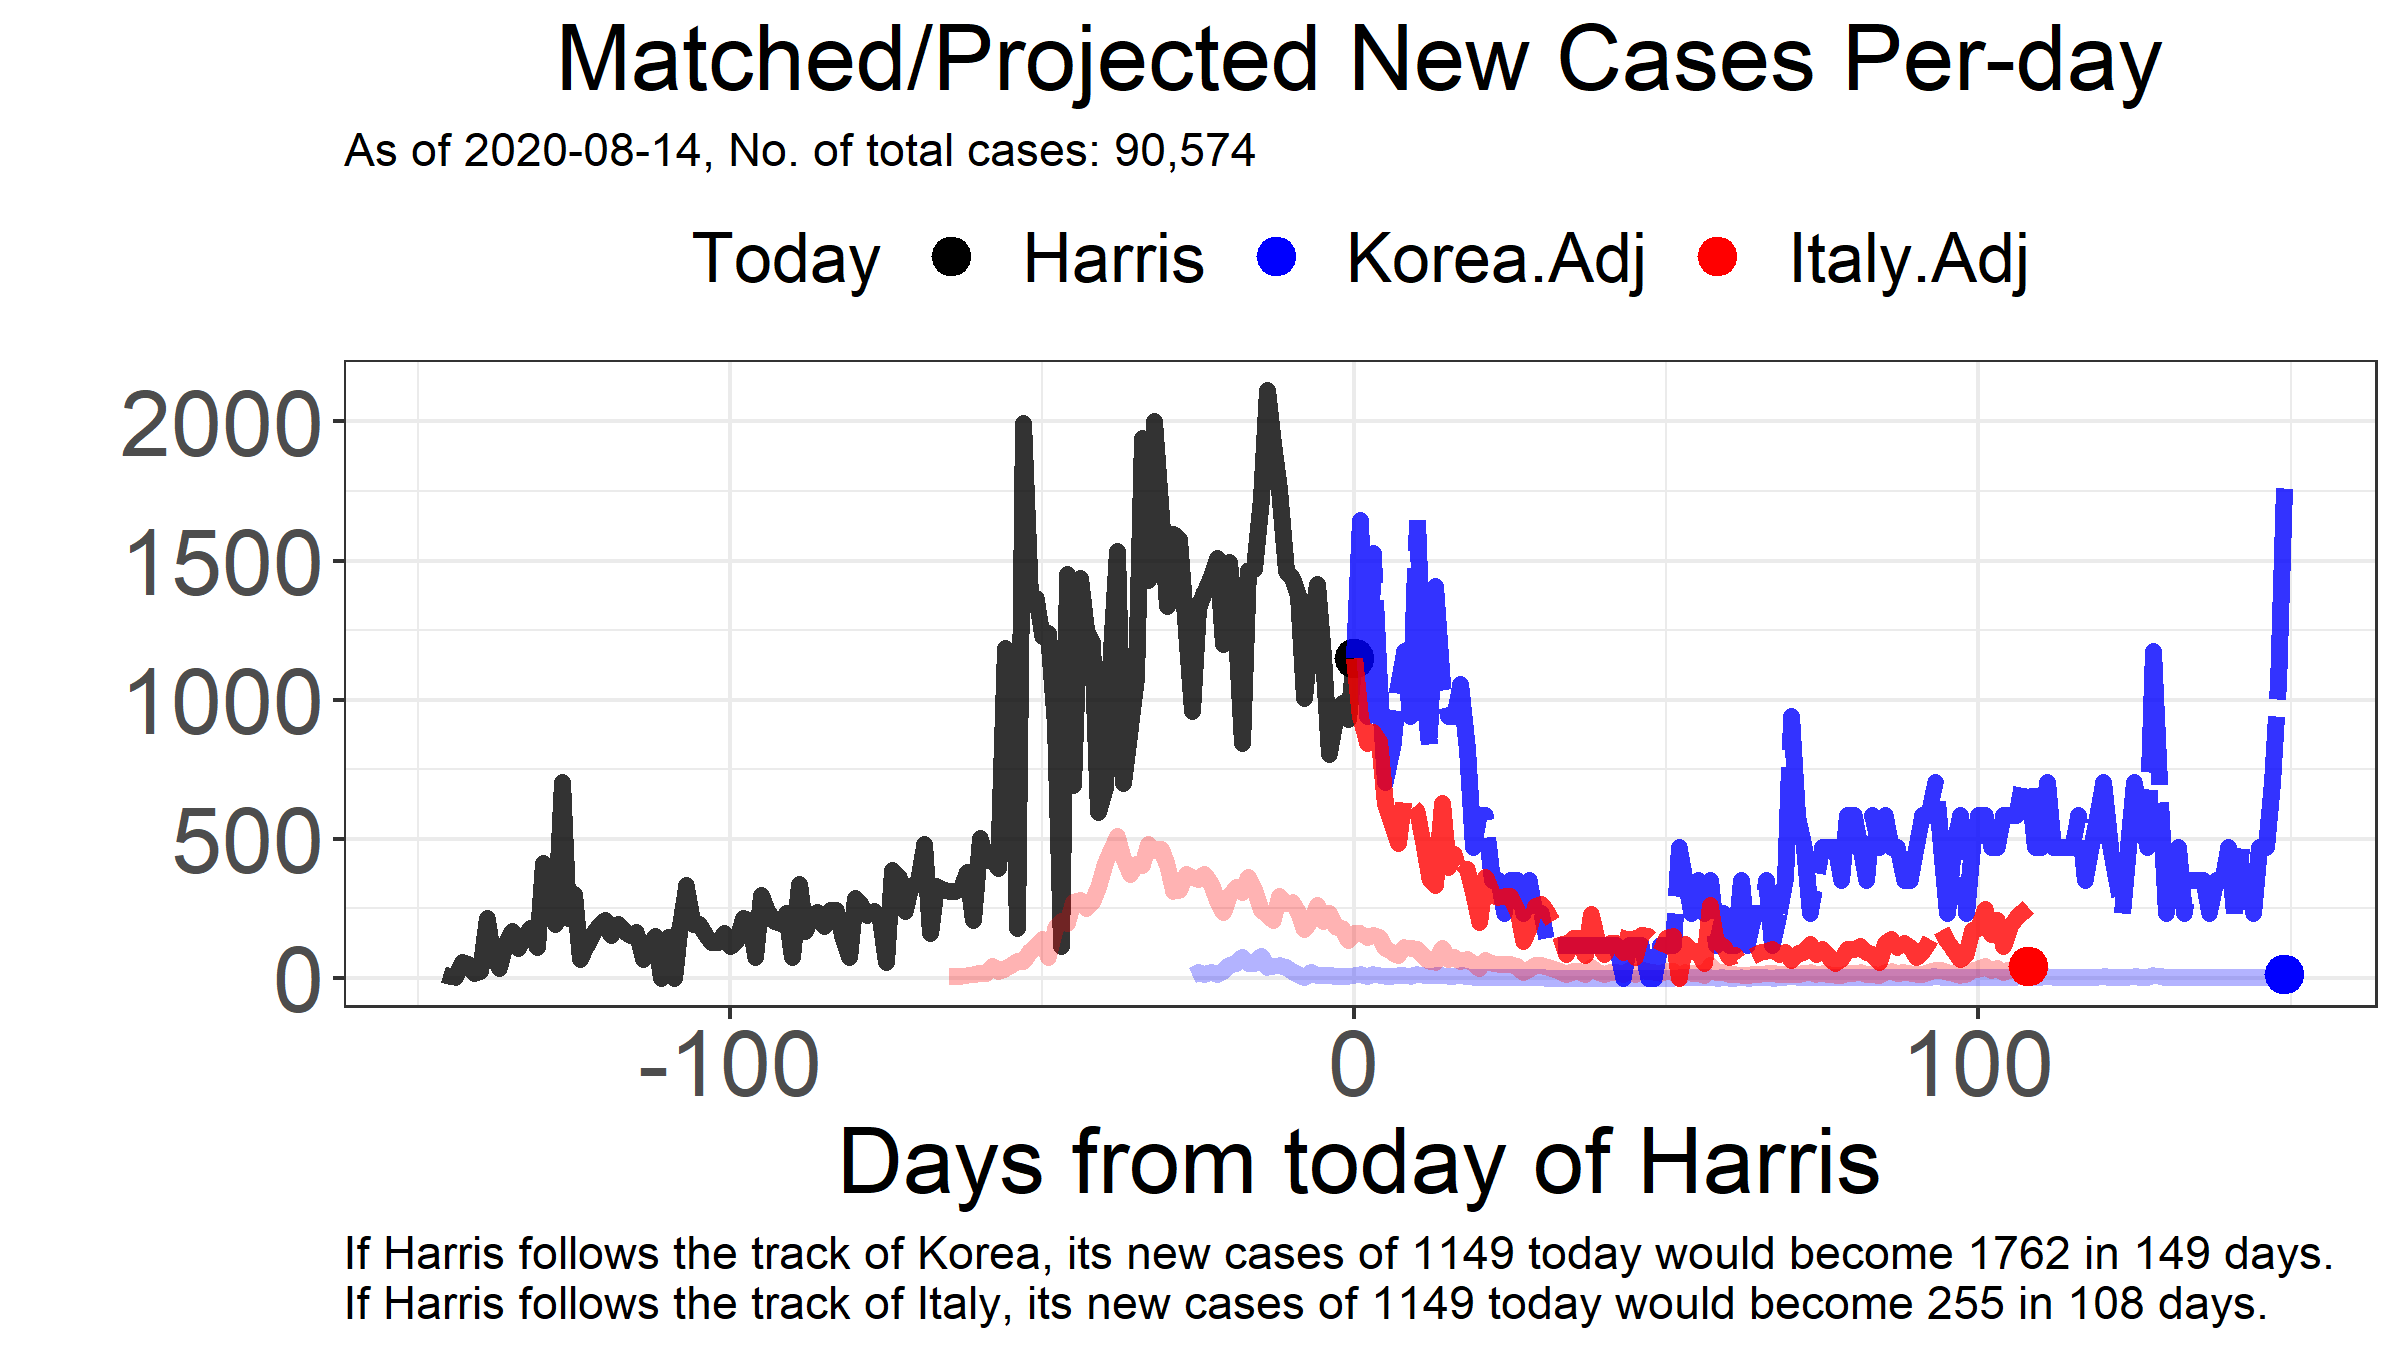 Matched/Projected New Cases Per-day
As of 2020-08-14, No. of total cases: 90,574
Today Harris Korea.Adj Italy.Adj
2000
1500
1000
500
0
-100 0 100
Days from today of Harris
If Harris follows the track of Korea, its new cases of 1149 today would become 1762 in 149 days.
If Harris follows the track of Italy, its new cases of 1149 today would become 255 in 108 days.